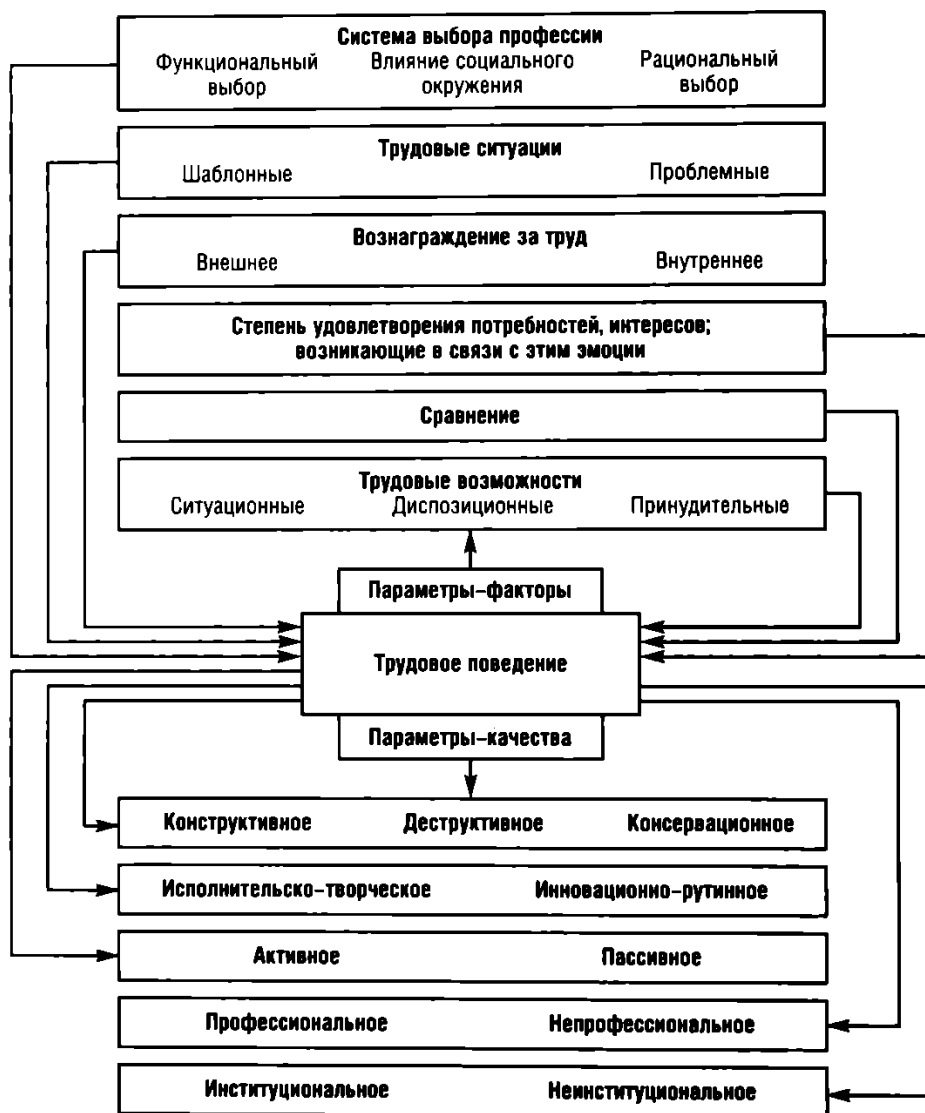 Система выбора профессии
Функциональный выбор
Влияние социального окружения
Рациональный выбор
Трудовые ситуации
Шаблонные
Проблемные
Вознаграждение за труд
Внешнее
Внутреннее
Степень удовлетворения потребностей, интересов;
возникающие в связи с этим эмоции
Сравнение
Трудовые возможности
Ситуационные
Диспозиционные
Принудительные
Параметры-факторы
Трудовое поведение
Параметры-качества
Конструктивное
Деструктивное
Консервационное
Исполнительско-творческое
Инновационно-рутинное
Активное
Пассивное
Профессиональное
Непрофессиональное
Институциональное
Неинституциональное